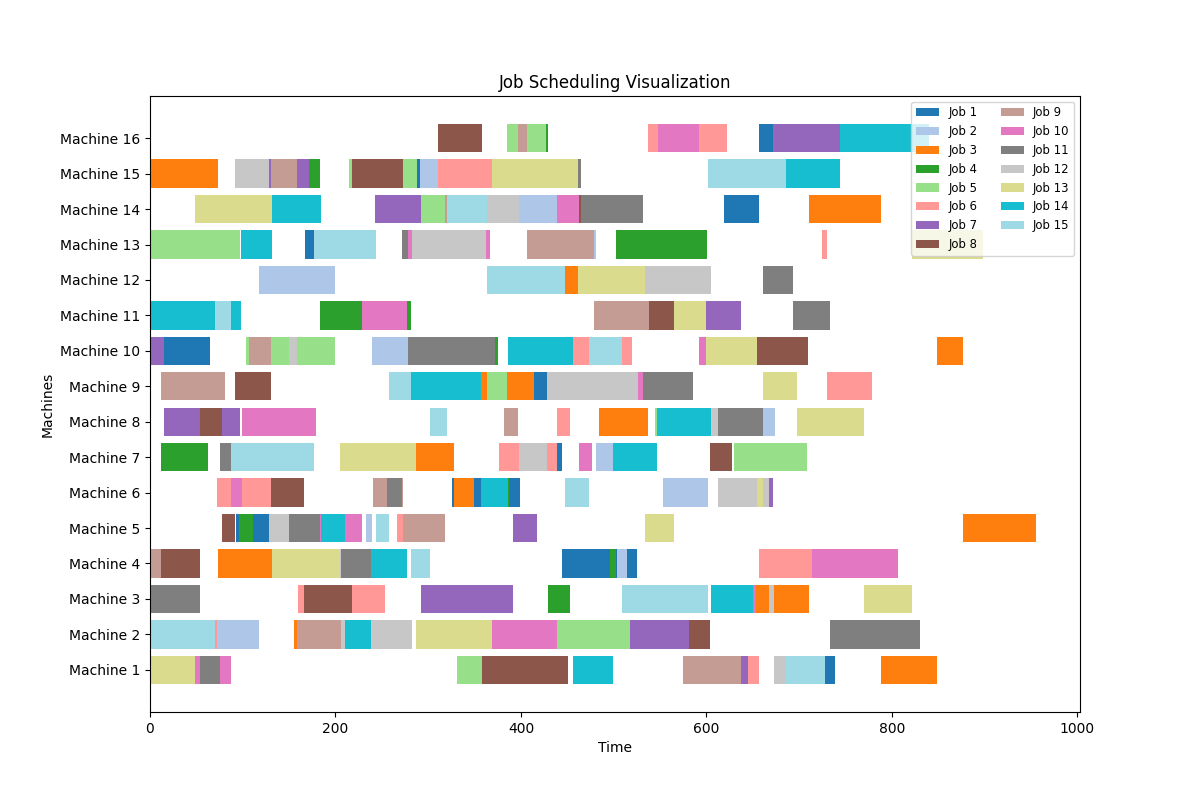 Job Scheduling Visualization
Machine 16
Machine 15
Machine 14
Machine 13
Machine 12
Machine 11
Machine 10
Machine 9
Machine 8
Machine 7
Machine 6
Machine 5
Machine 4
Machine 3
Machine 2
Machine 1
Machines
0 200 400 600 800 1000
Time
Job 1
Job 2
Job 3
Job 4
Job 5
Job 6
Job 7
Job 8
Job 9
Job 10
Job 11
Job 12
Job 13
Job 14
Job 15